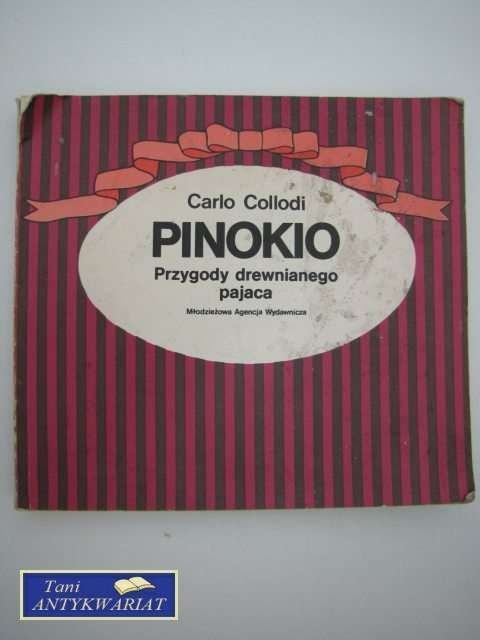 Carlo Collodi
PINOKIO
Przygody drewnianego
pajaca
Młodzieżowa Agencja Wydawnicza
Tani
ANTYKWARIAT